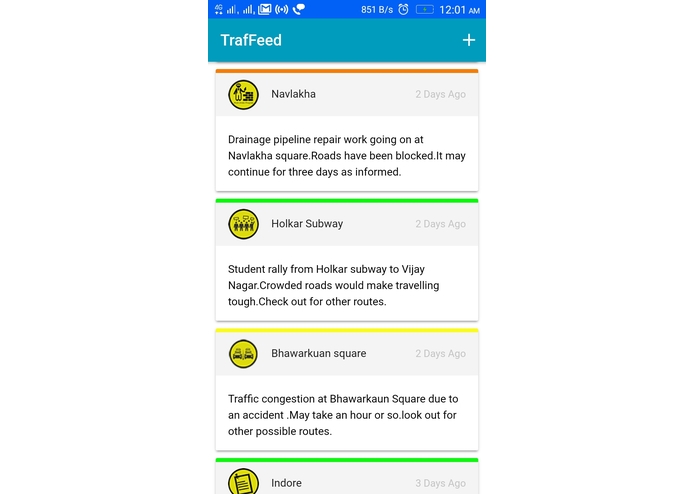 4G 851 B/s 12:01 AM
TrafFeed +
Navlakha 2 Days Ago
Drainage pipeline repair work going on at
Navlakha square.Roads have been blocked.It may
continue for three days as informed.
Holkar Subway 2 Days Ago
Student rally from Holkar subway to Vijay
Nagar.Crowded roads would make travelling
tough.Check out for other routes.
Bhawarkuan square 2 Days Ago
Traffic congestion at Bhawarkaun Square due to
an accident .May take an hour or so.look out for
other possible routes.
Indore 3 Days Ago